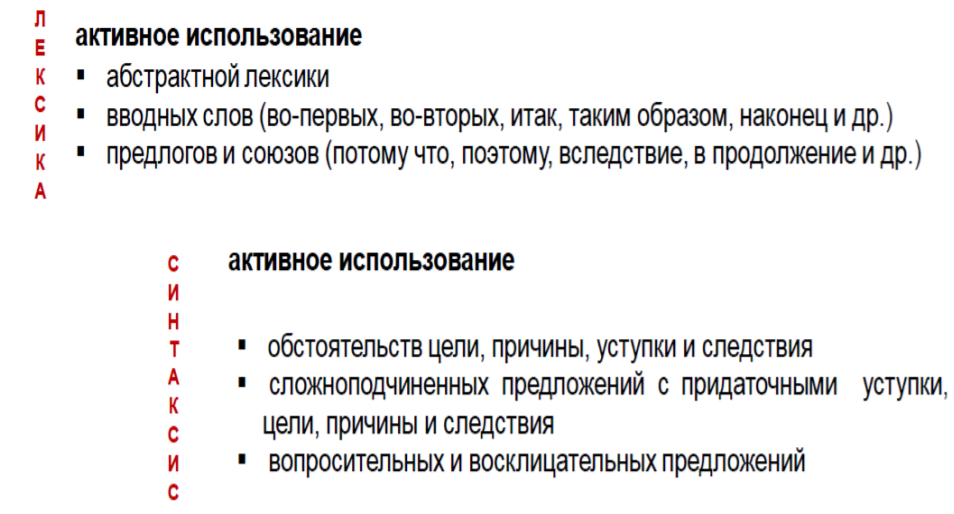 ЛЕКСИКА
активное использование
▪ абстрактной лексики
▪ вводных слов (во-первых, во-вторых, итак, таким образом, наконец и др.)
▪ предлогов и союзов (потому что, поэтому, вследствие, в продолжение и др.)
СИНТАКСИС
активное использование
▪ обстоятельств цели, причины, уступки и следствия
▪ сложноподчиненных предложений с придаточными уступки,
цели, причины и следствия
▪ вопросительных и восклицательных предложений